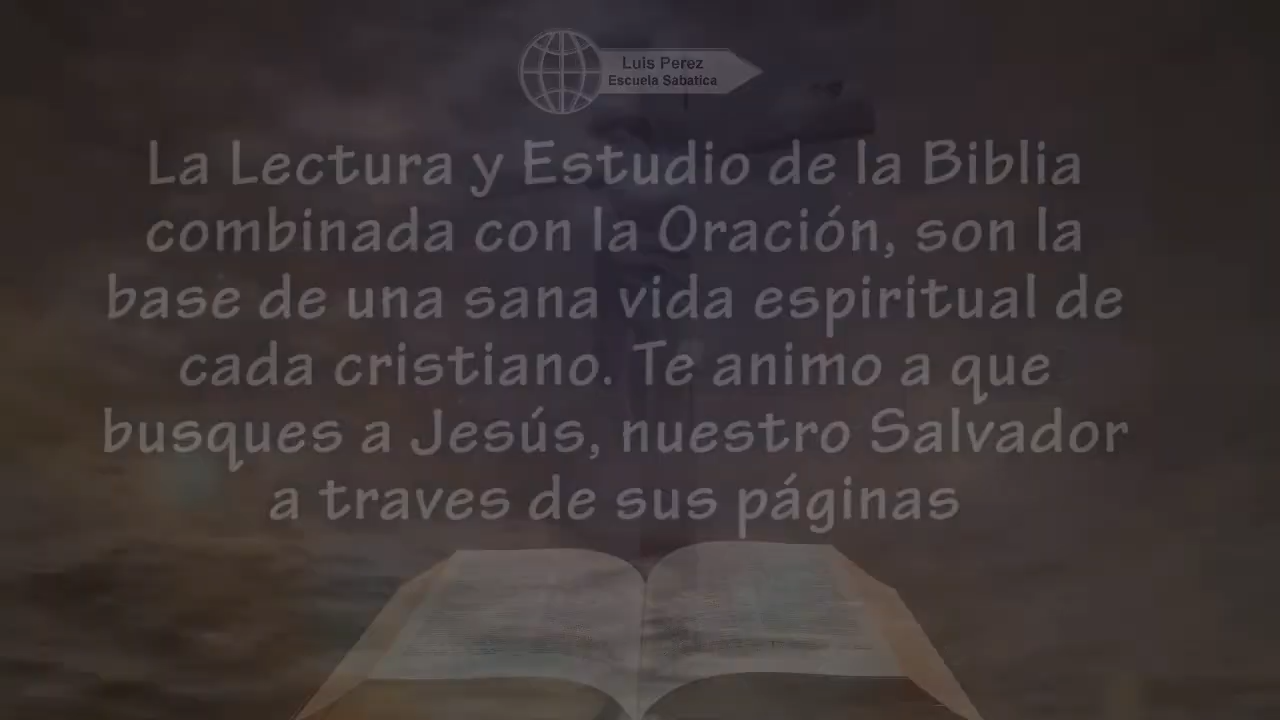 Luis Perez
Escuela Sabatica
La Lectura y Estudio de la Biblia
combinada con la Oración, son la
base de una sana vida espiritual de
cada cristiano. Te animo a que
busques a Jesús, nuestro Salvador
a traves de sus páginas